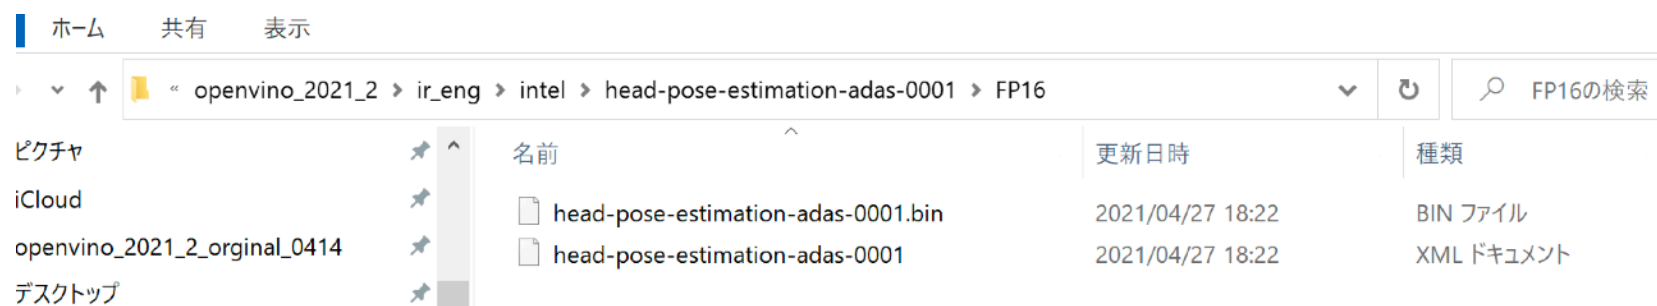 ホーム 共有 表示
« openvino_2021_2 > ir_eng > intel > head-pose-estimation-adas-0001 > FP16 FP16の検索
ピクチャ
iCloud
openvino_2021_2_orginal_0414
デスクトップ
名前 更新日時 種類
head-pose-estimation-adas-0001.bin 2021/04/27 18:22 BIN ファイル
head-pose-estimation-adas-0001 2021/04/27 18:22 XML ドキュメント